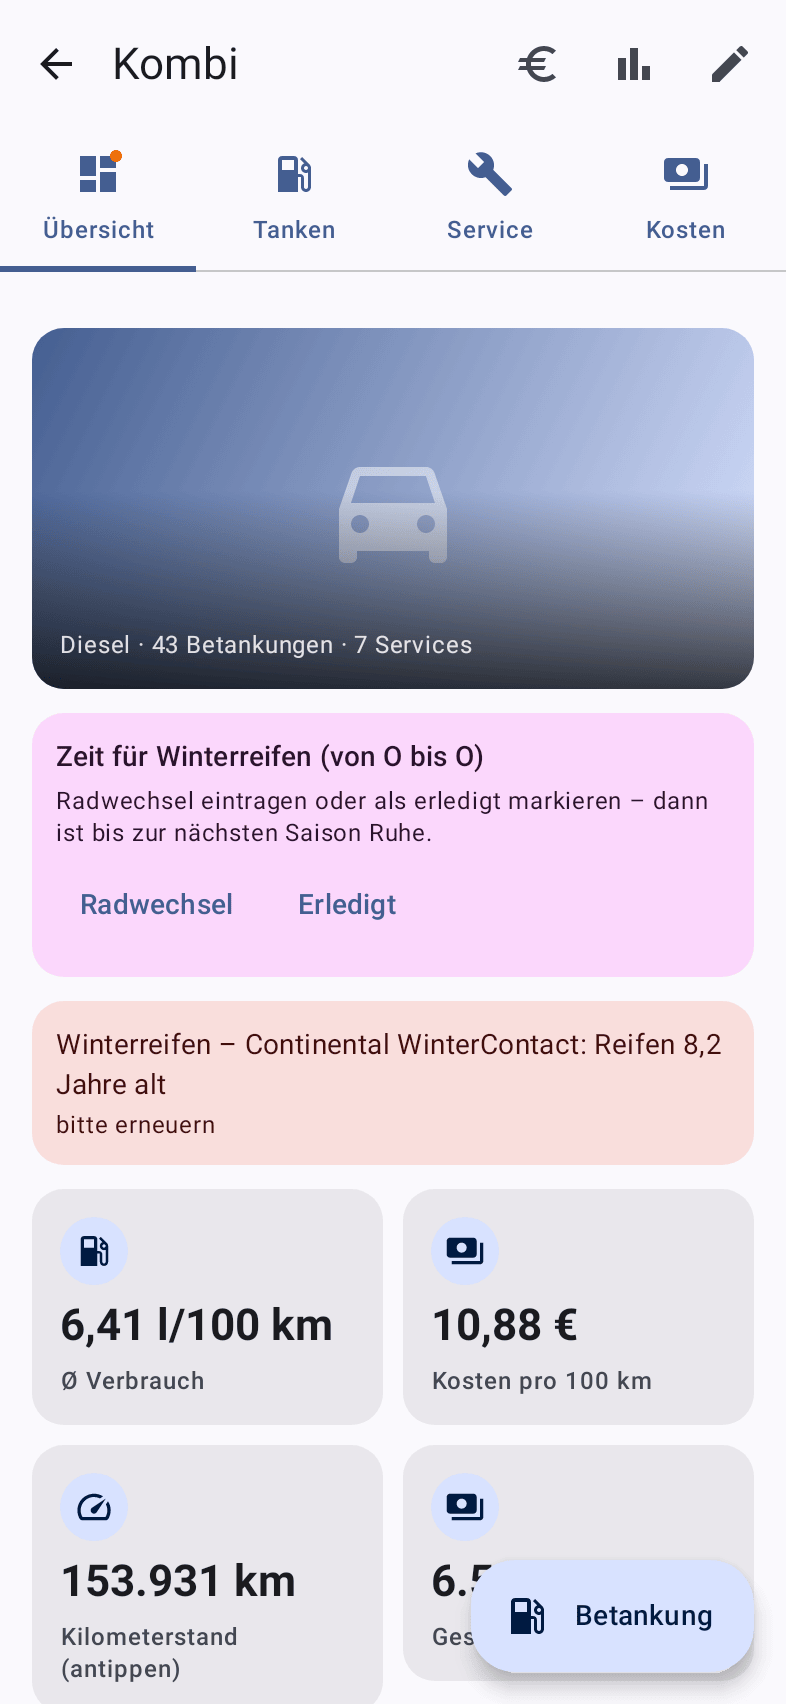 Kombi
Übersicht
Tanken
Service
Kosten
Diesel · 43 Betankungen · 7 Services
Zeit für Winterreifen (von O bis O)
Radwechsel eintragen oder als erledigt markieren – dann
ist bis zur nächsten Saison Ruhe.
Radwechsel
Erledigt
Winterreifen – Continental WinterContact: Reifen 8,2
Jahre alt
bitte erneuern
6,41 l/100 km
Ø Verbrauch
10,88 €
Kosten pro 100 km
153.931 km
Kilometerstand
(antippen)
Betankung